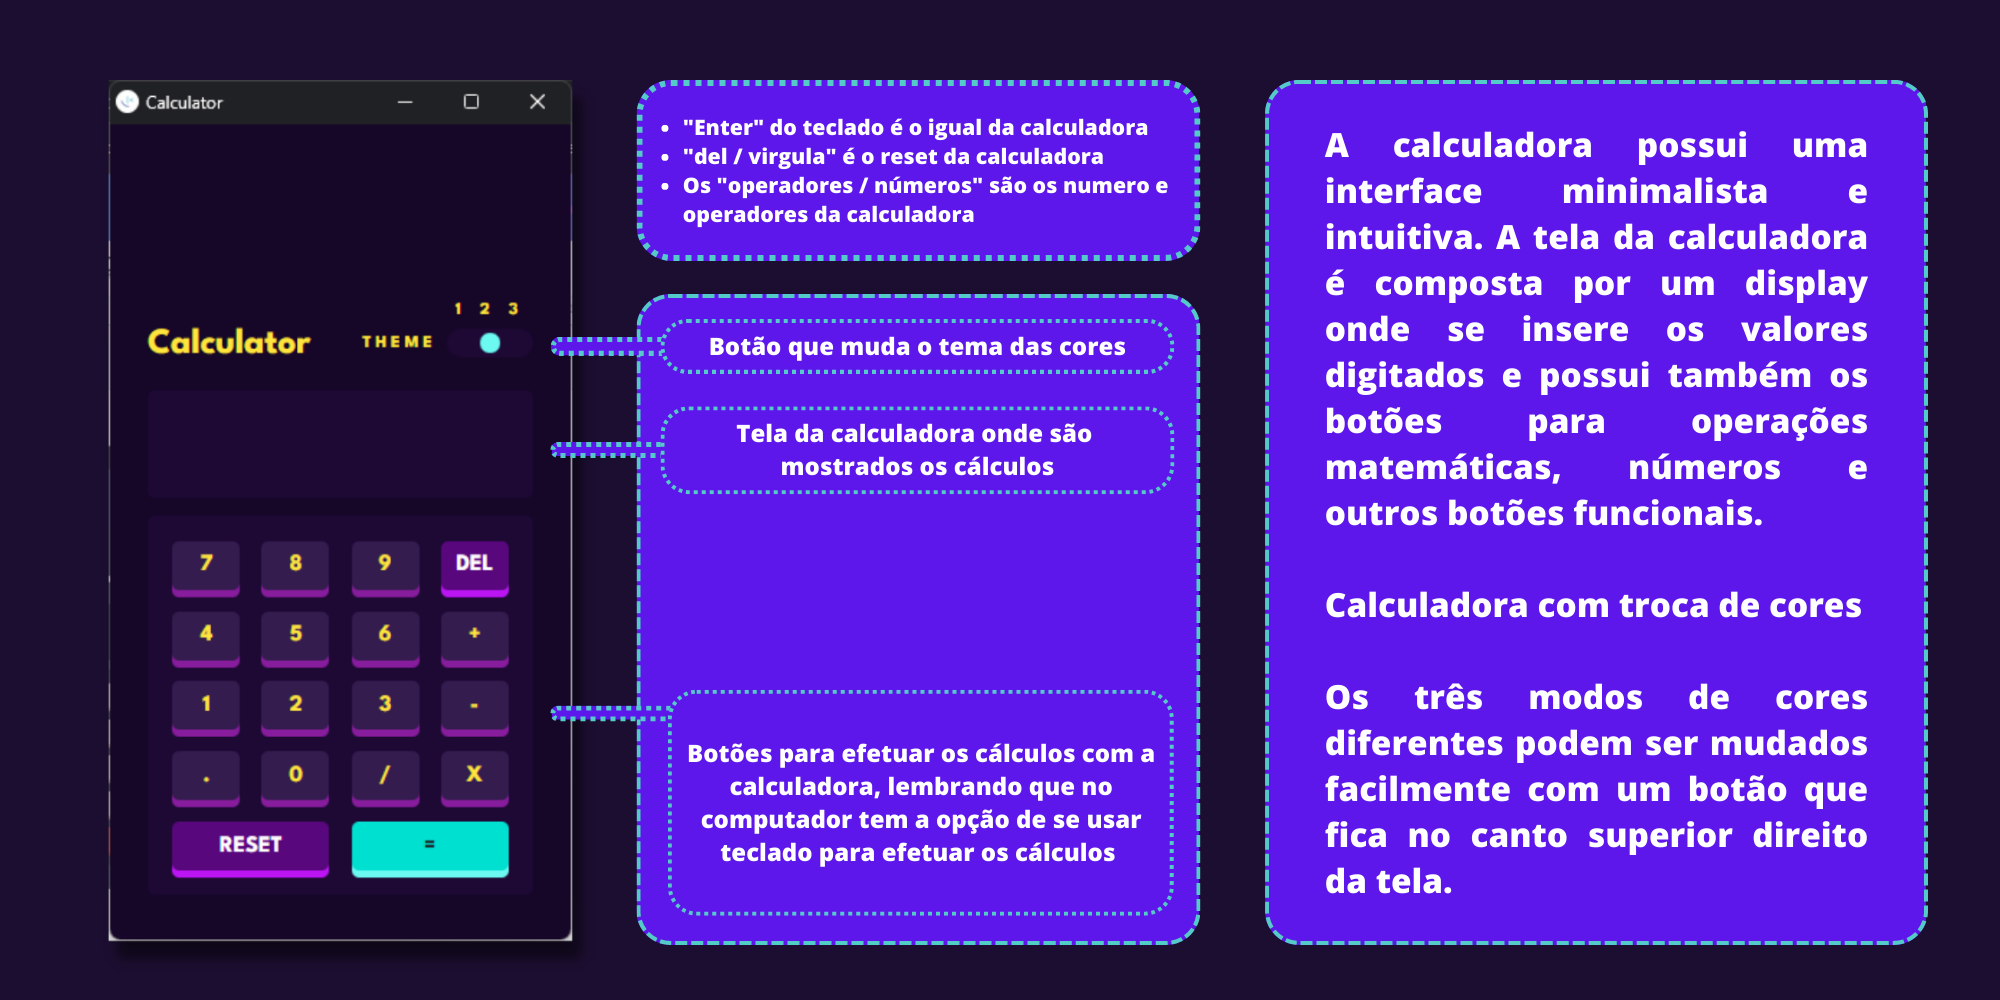 Calculator
1 2 3
Calculator
THEME
7 8 9 DEL
4 5 6 +
1 2 3 -
. 0 / X
RESET =
• "Enter" do teclado é o igual da calculadora
• "del / virgula" é o reset da calculadora
• Os "operadores / números" são os numero e
operadores da calculadora
Botão que muda o tema das cores
Tela da calculadora onde são
mostrados os cálculos
Botões para efetuar os cálculos com a
calculadora, lembrando que no
computador tem a opção de se usar
teclado para efetuar os cálculos
A calculadora possui uma
interface minimalista e
intuitiva. A tela da calculadora
é composta por um display
onde se insere os valores
digitados e possui também os
botões para operações
matemáticas, números e
outros botões funcionais.
Calculadora com troca de cores
Os três modos de cores
diferentes podem ser mudados
facilmente com um botão que
fica no canto superior direito
da tela.